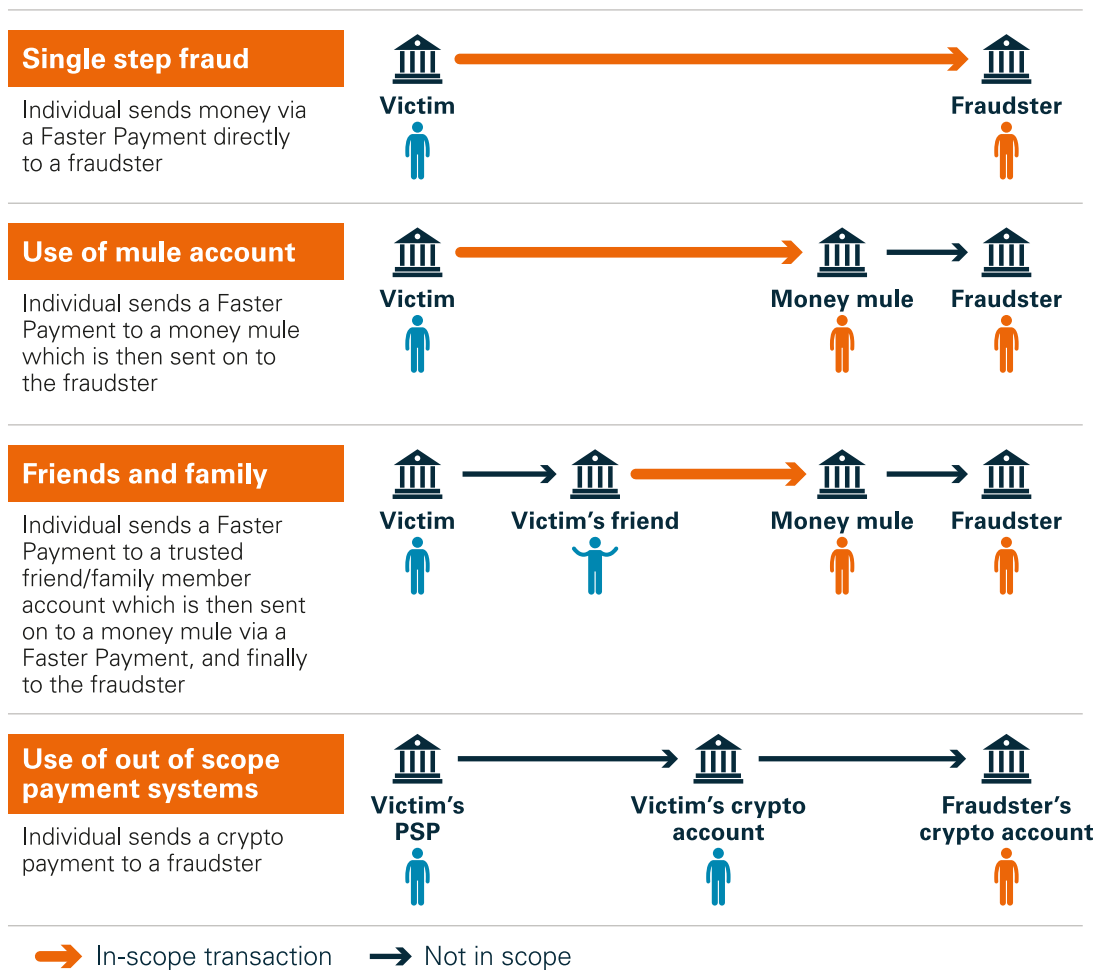 Single step fraud
Individual sends money via
a Faster Payment directly
to a fraudster
Victim
Fraudster
Use of mule account
Individual sends a Faster
Payment to a money mule
which is then sent on to
the fraudster
Victim
Money mule
Fraudster
Friends and family
Individual sends a Faster
Payment to a trusted
friend/family member
account which is then sent
on to a money mule via a
Faster Payment, and finally
to the fraudster
Victim
Victim's friend
Money mule
Fraudster
Use of out of scope
payment systems
Individual sends a crypto
payment to a fraudster
Victim's
PSP
Victim's crypto
account
Fraudster's
crypto account
In-scope transaction
Not in scope